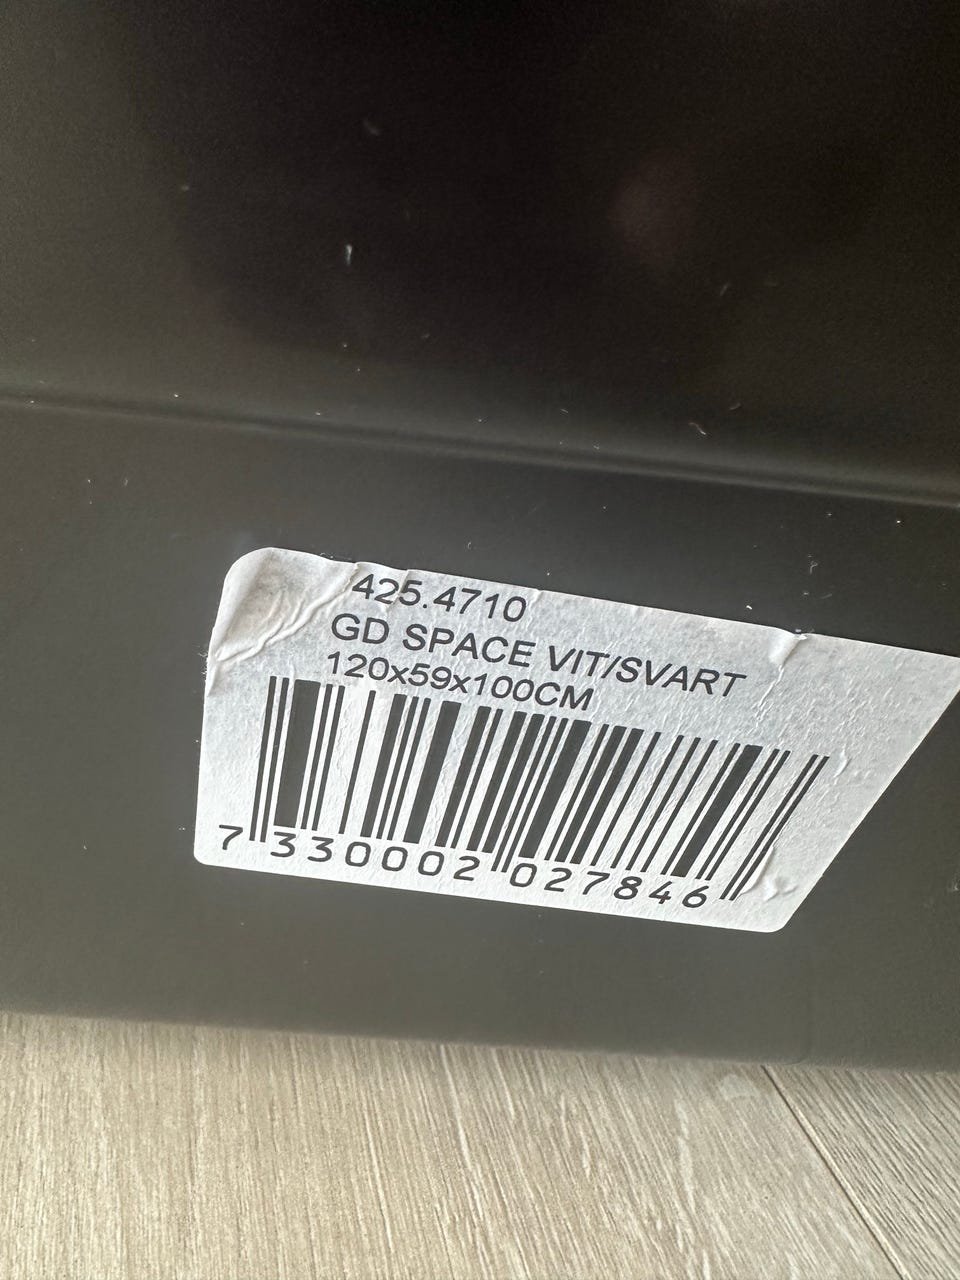 425.4710
GD SPACE VIT/SVART
120x59x100CM
7 330002 027846